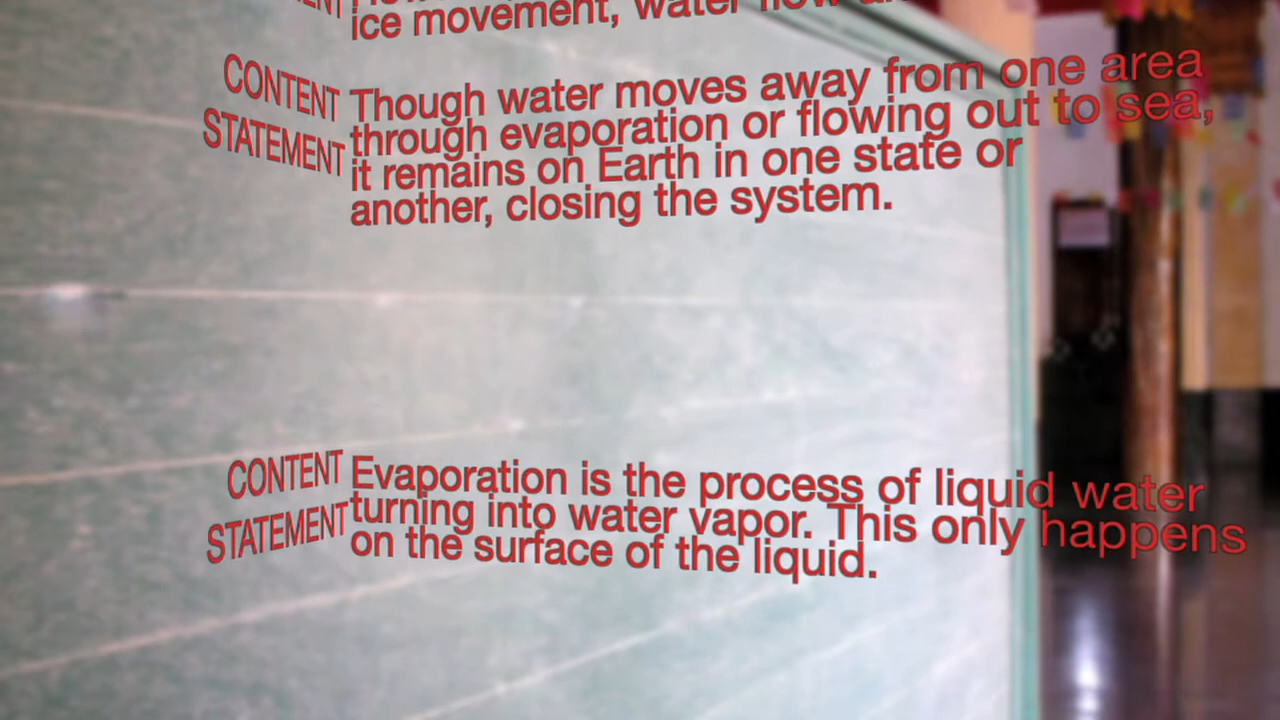 ice movement, water flow
CONTENT
STATEMENT
Though water moves away from one area
through evaporation or flowing out to sea,
it remains on Earth in one state or
another, closing the system.
CONTENT
STATEMENT
Evaporation is the process of liquid water
turning into water vapor. This only happens
on the surface of the liquid.